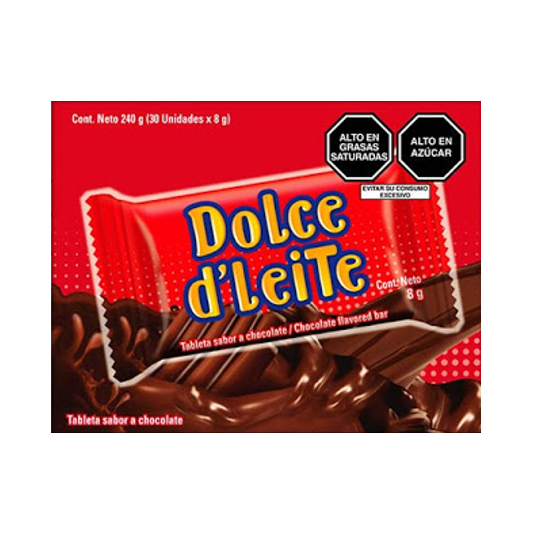 Cont. Neto 240 g (30 Unidades x 8 g)
ALTO EN
GRASAS
SATURADAS
ALTO EN
AZÚCAR
EVITAR SU CONSUMO
EXCESIVO
DOLCE
d'LeiTe
Cont. Neto
8 g
Tableta sabor a chocolate / Chocolate flavored bar
Tableta sabor a chocolate